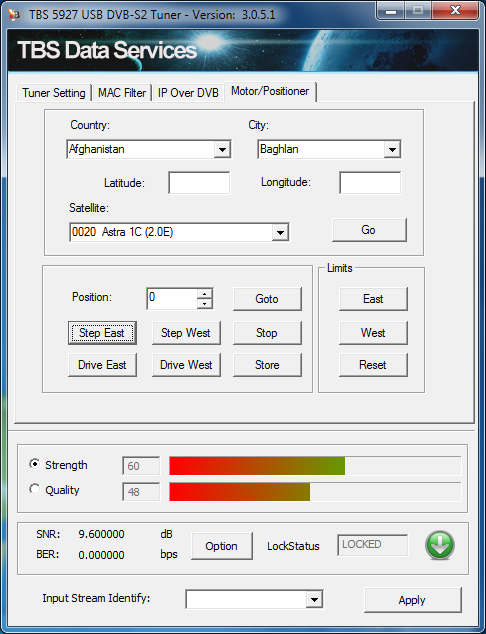 TBS 5927 USB DVB-S2 Tuner - Version: 3.0.5.1
TBS Data Services
Tuner Setting MAC Filter IP Over DVB Motor/Positioner
Country: City:
Afghanistan Baghlan
Latitude: Longitude:
Satellite:
0020 Astra 1C (2.0E) Go
Limits
Position: 0 Goto East
Step East Step West Stop West
Drive East Drive West Store Reset
Strength 60
Quality 48
SNR: 9.600000 dB
BER: 0.000000 bps
Option LockStatus LOCKED
Input Stream Identify: Apply